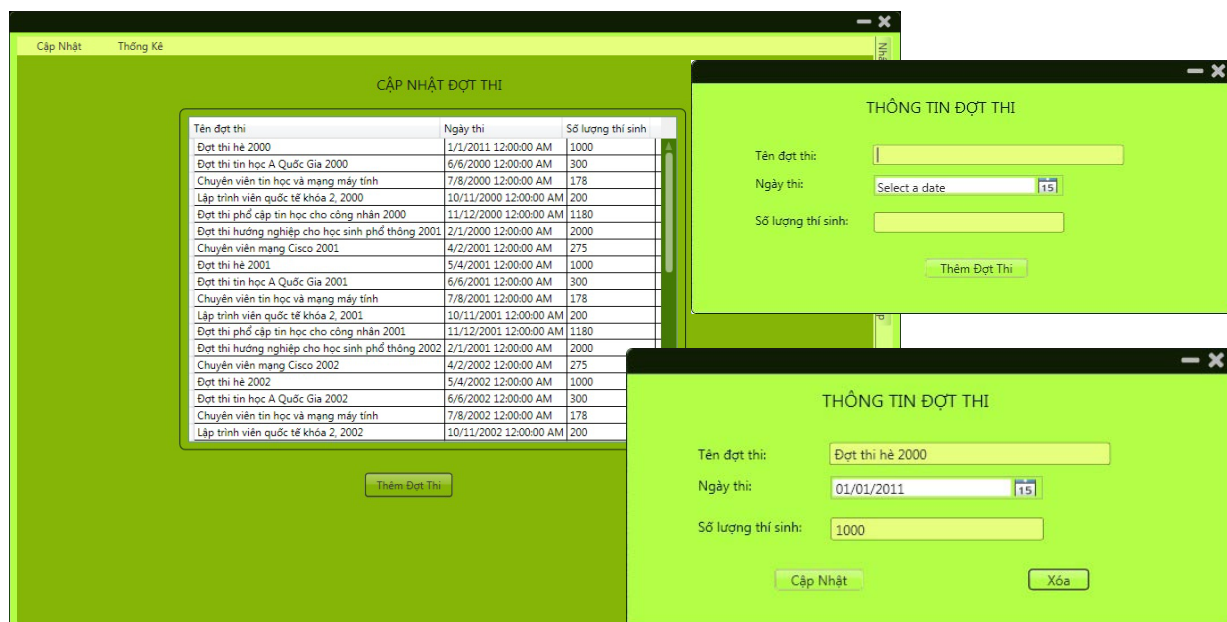 Cập Nhật Thống Kê
CẬP NHẬT ĐỢT THI
Tên đợt thi Ngày thi Số lượng thí sinh
Đợt thi hè 2000 1/1/2011 12:00:00 AM 1000
Đợt thi tin học A Quốc Gia 2000 6/6/2000 12:00:00 AM 300
Chuyên viên tin học và mạng máy tính 7/8/2000 12:00:00 AM 178
Lập trình viên quốc tế khóa 2, 2000 10/11/2000 12:00:00 AM 200
Đợt thi phổ cập tin học cho công nhân 2000 11/12/2000 12:00:00 AM 1180
Đợt thi hướng nghiệp cho học sinh phổ thông 2001 2/1/2000 12:00:00 AM 2000
Chuyên viên mạng Cisco 2001 4/2/2001 12:00:00 AM 275
Đợt thi hè 2001 5/4/2001 12:00:00 AM 1000
Đợt thi tin học A Quốc Gia 2001 6/6/2001 12:00:00 AM 300
Chuyên viên tin học và mạng máy tính 7/8/2001 12:00:00 AM 178
Lập trình viên quốc tế khóa 2, 2001 10/11/2001 12:00:00 AM 200
Đợt thi phổ cập tin học cho công nhân 2001 11/12/2001 12:00:00 AM 1180
Đợt thi hướng nghiệp cho học sinh phổ thông 2002 2/1/2001 12:00:00 AM 2000
Chuyên viên mạng Cisco 2002 4/2/2002 12:00:00 AM 275
Đợt thi hè 2002 5/4/2002 12:00:00 AM 1000
Đợt thi tin học A Quốc Gia 2002 6/6/2002 12:00:00 AM 300
Chuyên viên tin học và mạng máy tính 7/8/2002 12:00:00 AM 178
Lập trình viên quốc tế khóa 2, 2002 10/11/2002 12:00:00 AM 200
Thêm Đợt Thi
THÔNG TIN ĐỢT THI
Tên đợt thi:
Ngày thi: Select a date 15
Số lượng thí sinh:
Thêm Đợt Thi
THÔNG TIN ĐỢT THI
Tên đợt thi: Đợt thi hè 2000
Ngày thi: 01/01/2011 15
Số lượng thí sinh: 1000
Cập Nhật Xóa